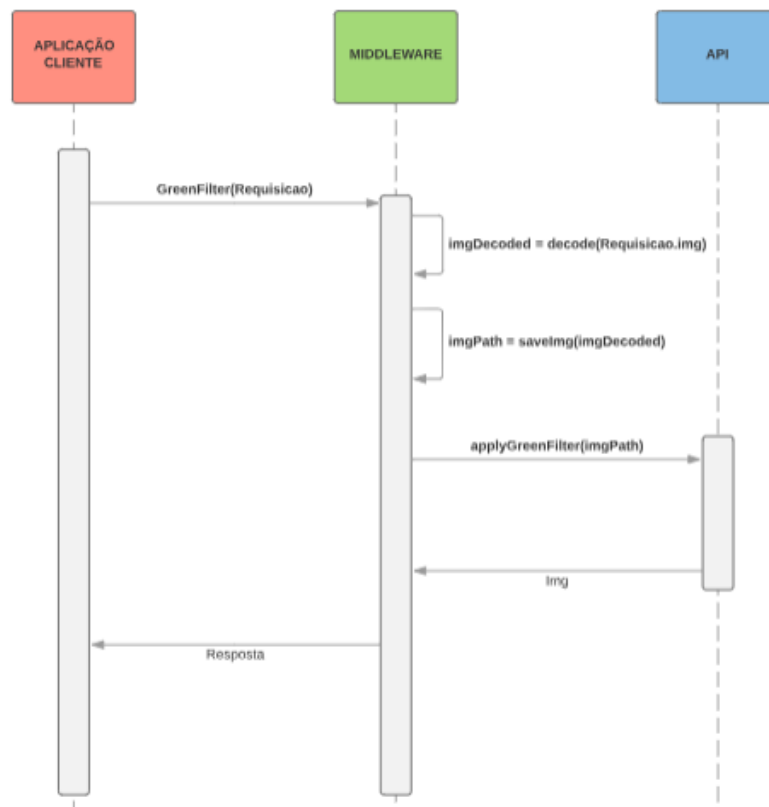 APLICAÇÃO
CLIENTE
MIDDLEWARE
API
GreenFilter(Requisicao)
imgDecoded = decode(Requisicao.img)
imgPath = saveImg(imgDecoded)
applyGreenFilter(imgPath)
Img
Resposta